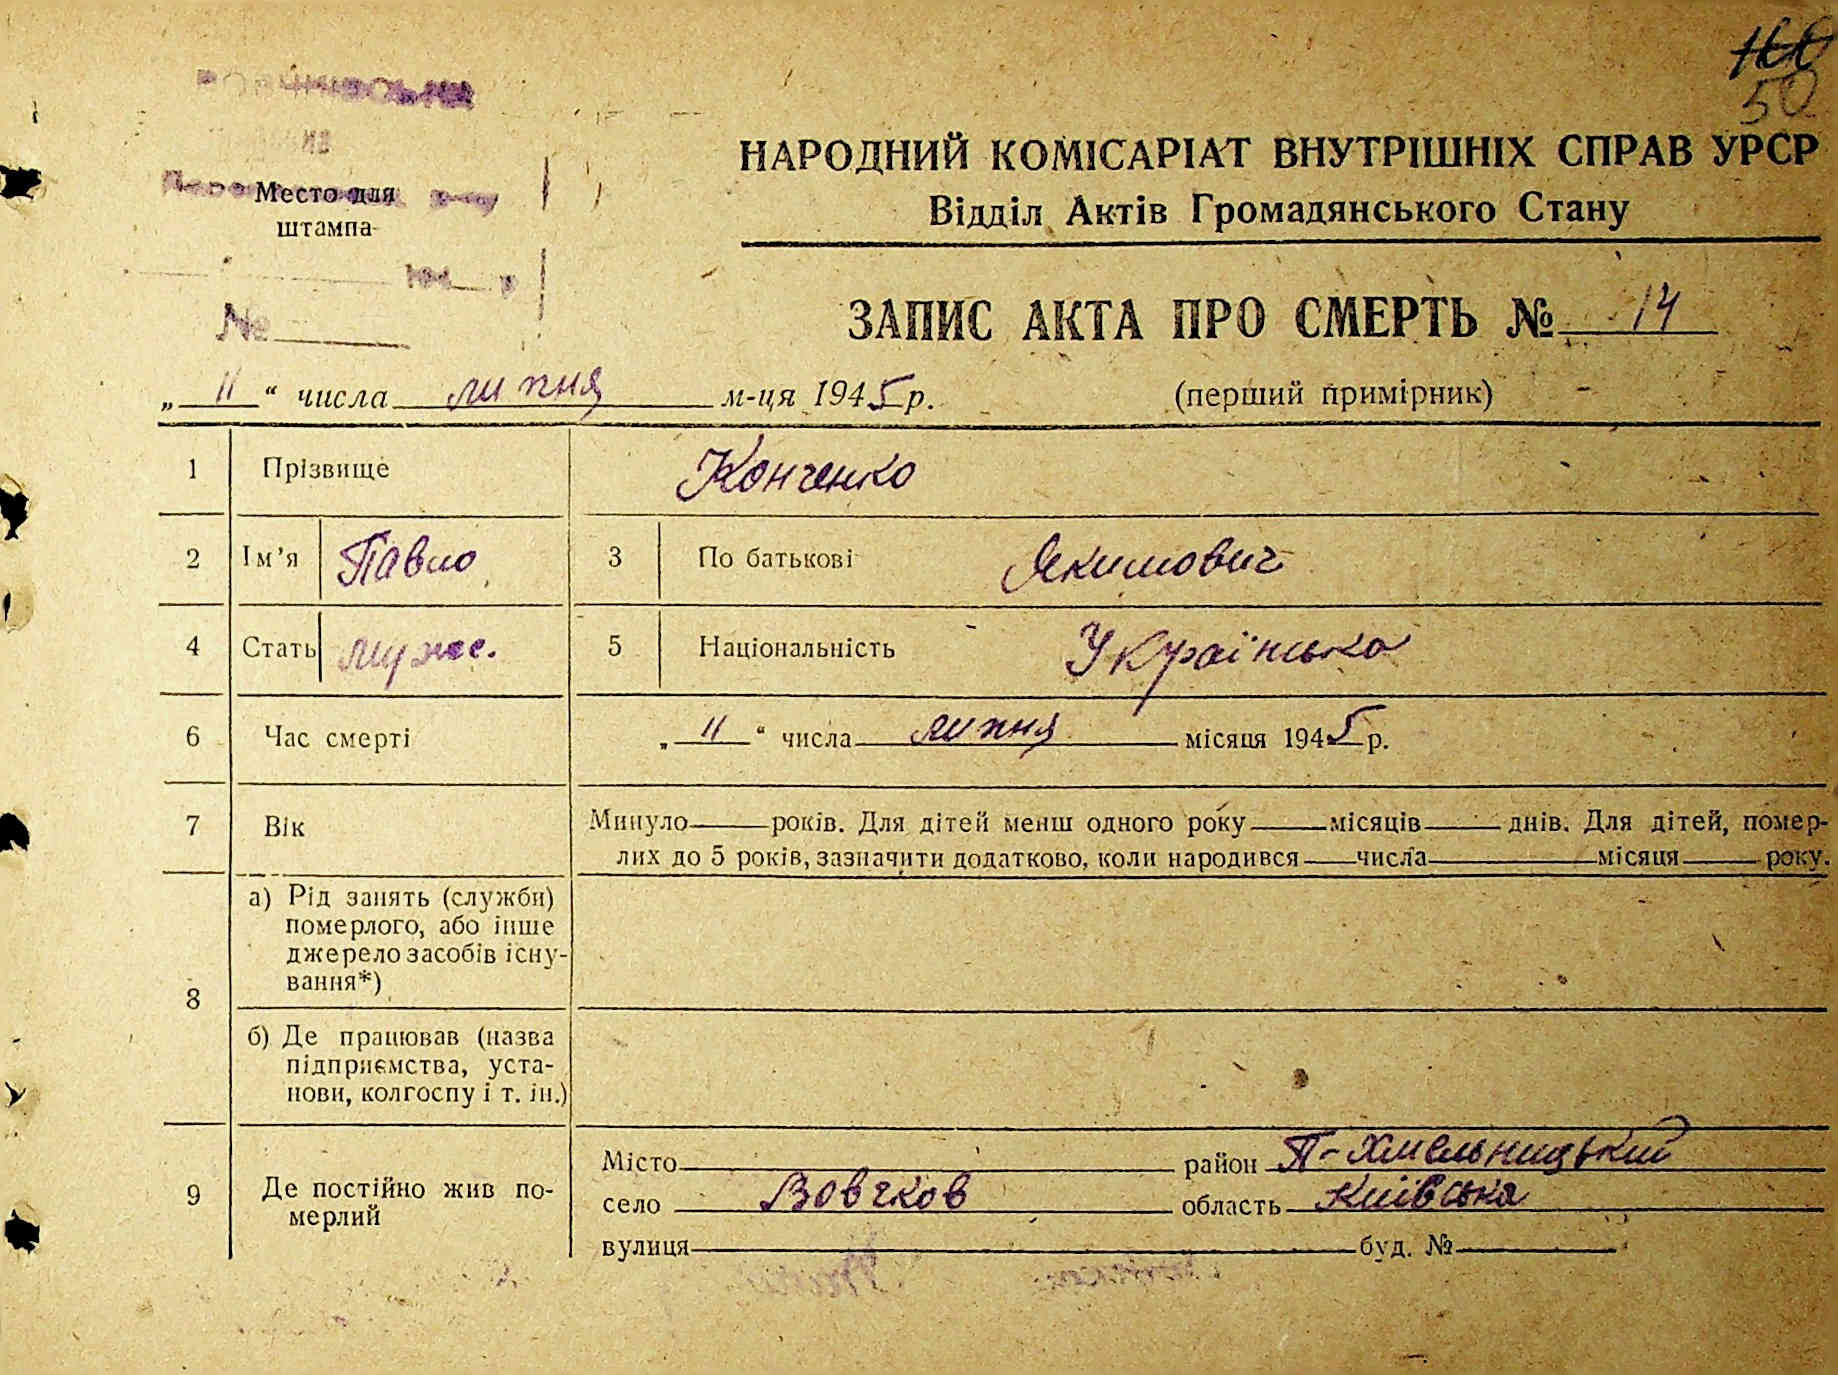 50
НАРОДНИЙ КОМІСАРІАТ ВНУТРІШНІХ СПРАВ УРСР
Відділ Актів Громадянського Стану
Место для
штампа
194 р
№
ЗАПИС АКТА ПРО СМЕРТЬ № 14
„ 11 “ числа липня м-ця 1945 р. (перший примірник)
1 Прізвище Конченко
2 Ім’я Павло 3 По батькові Якимович
4 Стать муже. 5 Національність Українська
6 Час смерті „ 11 “ числа липня місяця 1945 р.
7 Вік Минуло років. Для дітей менш одного року місяців днів. Для дітей, помер-
лих до 5 років, зазначити додатково, коли народився числа місяця року.
8 а) Рід занять (служби)
померлого, або інше
джерело засобів існу-
вання*)
б) Де працював (назва
підприємства, уста-
нови, колгоспу і т. ін.)
9 Де постійно жив по-
мерлий
Місто район П-Хмельницький
село Вовчков область Київська
вулиця буд. №